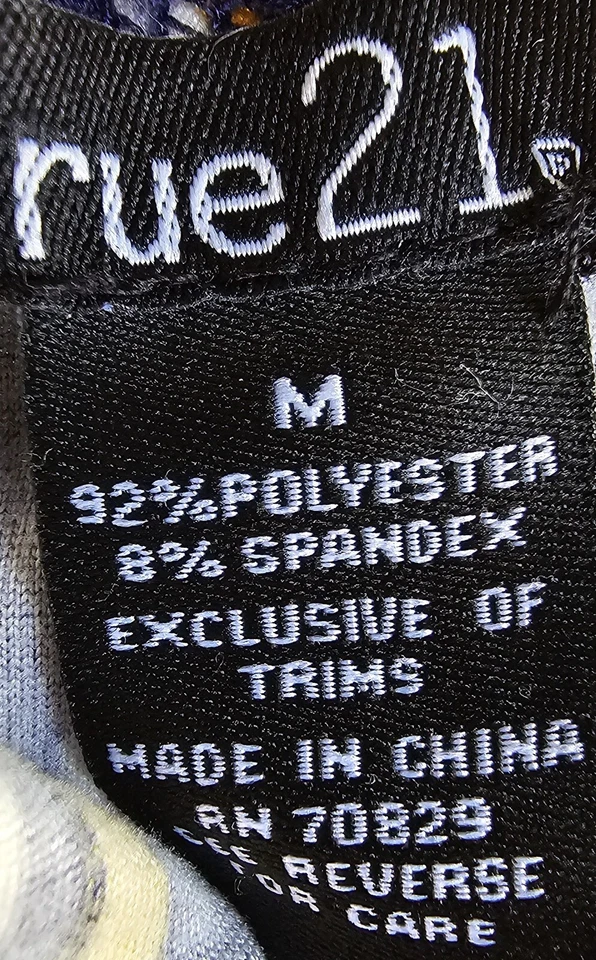 rue21®
M
92%POLYESTER
8% SPANDEX
EXCLUSIVE OF
TRIMS
MADE IN CHINA
RN 70829
SEE REVERSE
FOR CARE